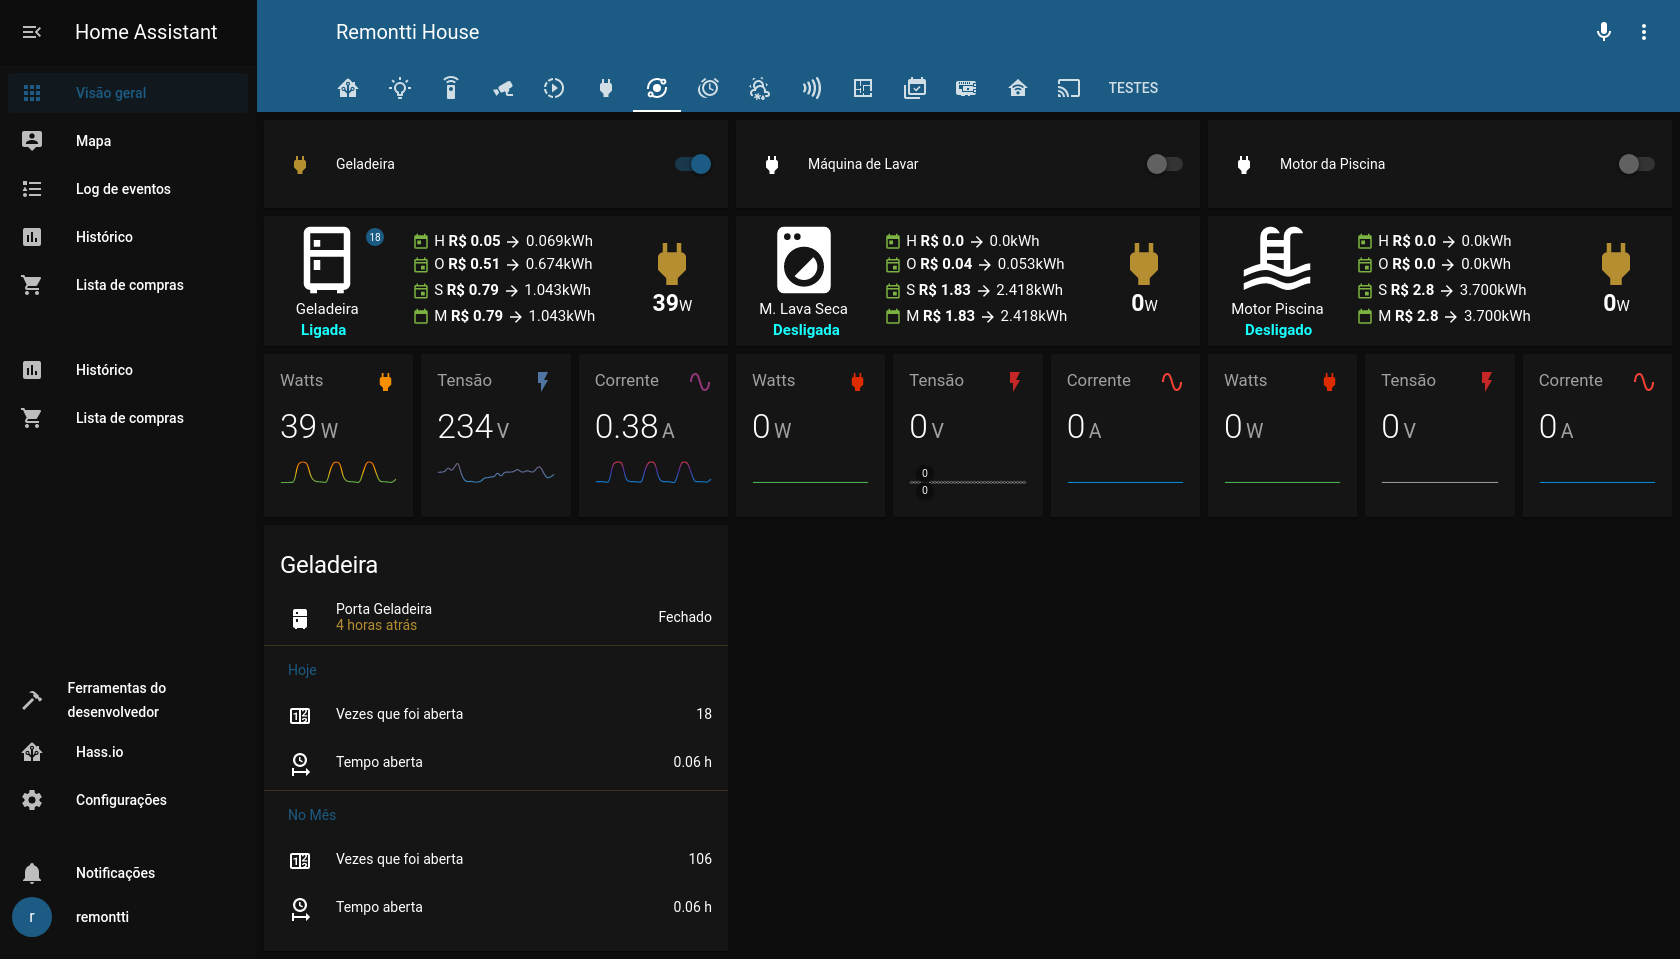 Home Assistant
Visão geral
Mapa
Log de eventos
Histórico
Lista de compras
Histórico
Lista de compras
Ferramentas do
desenvolvedor
Hass.io
Configurações
Notificações
r remontti
Remontti House
TESTES
Geladeira
Máquina de Lavar
Motor da Piscina
18
Geladeira
Ligada
H R$ 0.05 → 0.069kWh
O R$ 0.51 → 0.674kWh
S R$ 0.79 → 1.043kWh
M R$ 0.79 → 1.043kWh
39W
M. Lava Seca
Desligada
H R$ 0.0 → 0.0kWh
O R$ 0.04 → 0.053kWh
S R$ 1.83 → 2.418kWh
M R$ 1.83 → 2.418kWh
0W
Motor Piscina
Desligado
H R$ 0.0 → 0.0kWh
O R$ 0.0 → 0.0kWh
S R$ 2.8 → 3.700kWh
M R$ 2.8 → 3.700kWh
0W
Watts
39 W
Tensão
234 V
Corrente
0.38 A
Watts
0 W
Tensão
0 V
0
0
Corrente
0 A
Watts
0 W
Tensão
0 V
Corrente
0 A
Geladeira
Porta Geladeira
4 horas atrás
Fechado
Hoje
Vezes que foi aberta 18
Tempo aberta 0.06 h
No Mês
Vezes que foi aberta 106
Tempo aberta 0.06 h